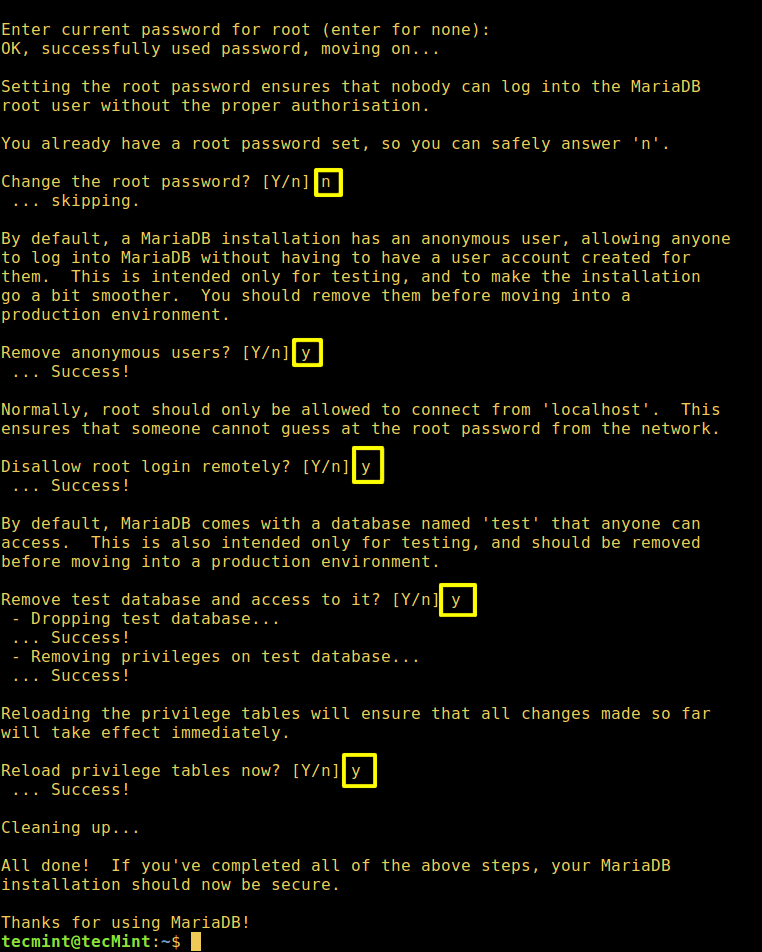 Enter current password for root (enter for none):
OK, successfully used password, moving on...
Setting the root password ensures that nobody can log into the MariaDB
root user without the proper authorisation.
You already have a root password set, so you can safely answer 'n'.
Change the root password? [Y/n] n
 ... skipping.
By default, a MariaDB installation has an anonymous user, allowing anyone
to log into MariaDB without having to have a user account created for
them.  This is intended only for testing, and to make the installation
go a bit smoother.  You should remove them before moving into a
production environment.
Remove anonymous users? [Y/n] y
 ... Success!
Normally, root should only be allowed to connect from 'localhost'.  This
ensures that someone cannot guess at the root password from the network.
Disallow root login remotely? [Y/n] y
 ... Success!
By default, MariaDB comes with a database named 'test' that anyone can
access.  This is also intended only for testing, and should be removed
before moving into a production environment.
Remove test database and access to it? [Y/n] y
 - Dropping test database...
 ... Success!
 - Removing privileges on test database...
 ... Success!
Reloading the privilege tables will ensure that all changes made so far
will take effect immediately.
Reload privilege tables now? [Y/n] y
 ... Success!
Cleaning up...
All done!  If you've completed all of the above steps, your MariaDB
installation should now be secure.
Thanks for using MariaDB!
tecmint@tecMint:~$